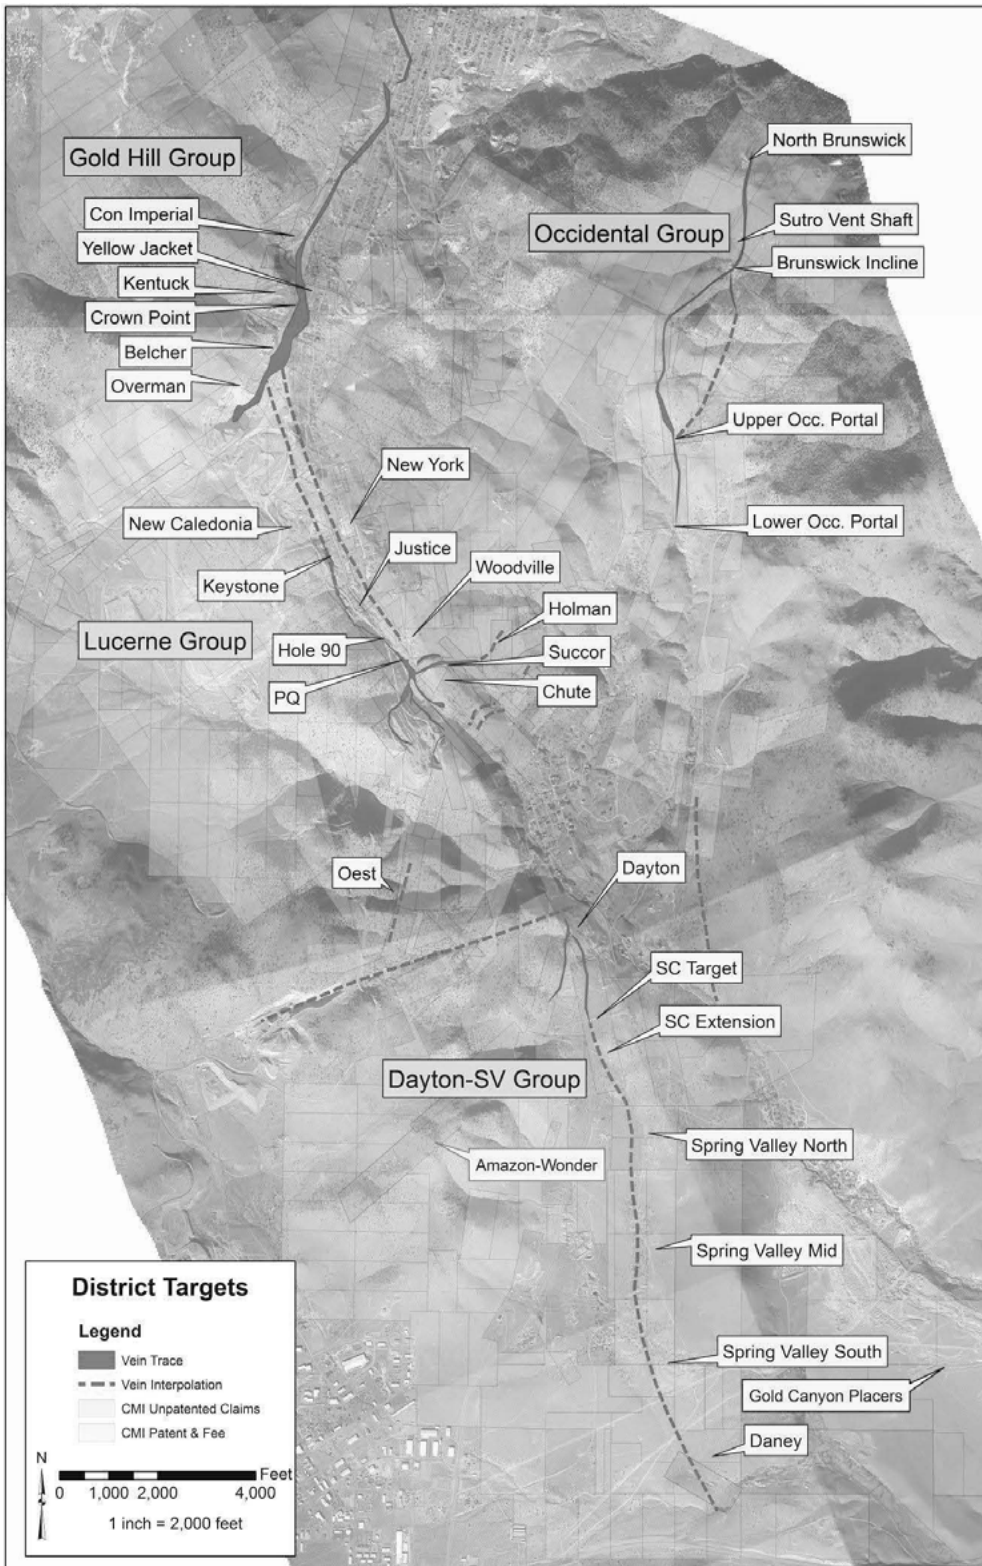 North Brunswick
Gold Hill Group
Con Imperial
Sutro Vent Shaft
Occidental Group
Yellow Jacket
Brunswick Incline
Kentuck
Crown Point
Belcher
Overman
Upper Occ. Portal
New York
New Caledonia
Lower Occ. Portal
Justice
Woodville
Keystone
Holman
Lucerne Group
Hole 90
Succor
PQ
Chute
Oest
Dayton
SC Target
SC Extension
Dayton-SV Group
Spring Valley North
Amazon-Wonder
Spring Valley Mid
Spring Valley South
Gold Canyon Placers
Daney
District Targets
Legend
Vein Trace
Vein Interpolation
CMI Unpatented Claims
CMI Patent & Fee
N
Feet
0 1,000 2,000 4,000
1 inch = 2,000 feet